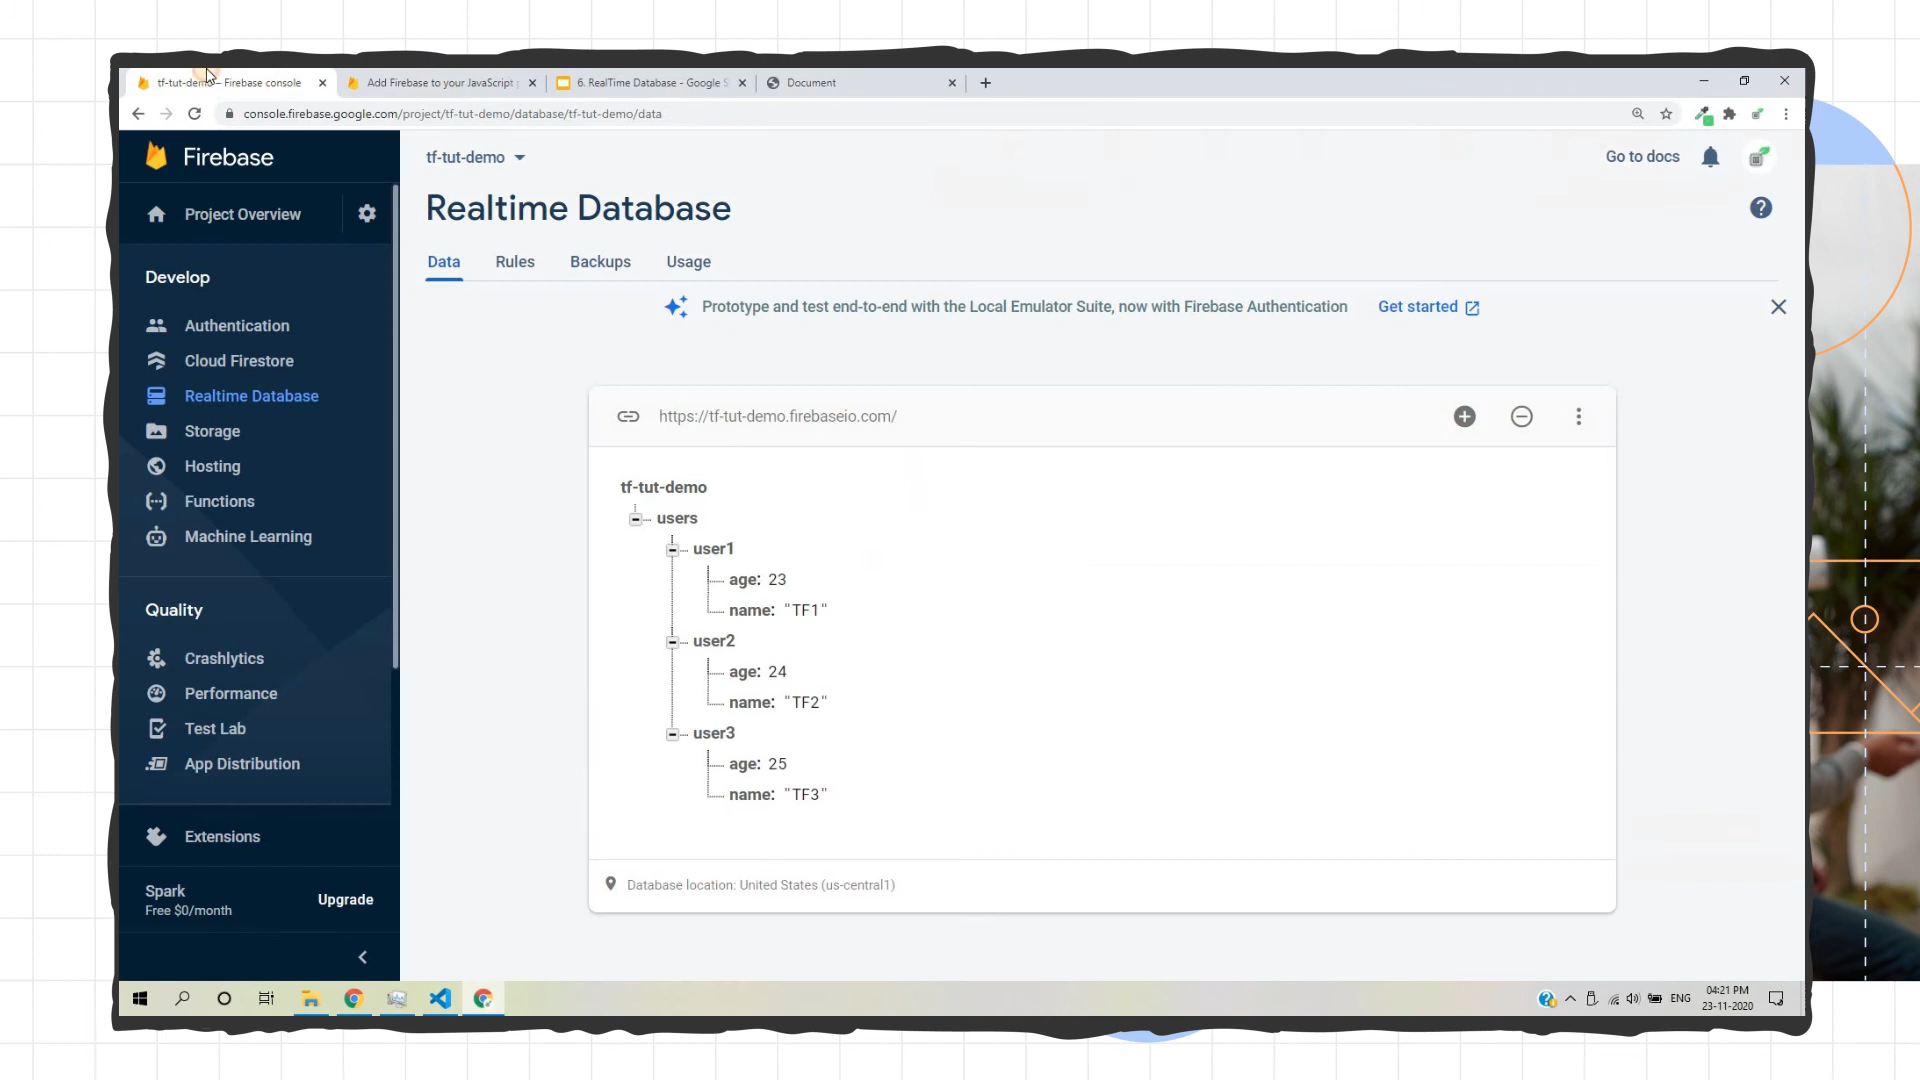 tf-tut-demo – Firebase console
Add Firebase to your JavaScript
6. RealTime Database - Google S
Document
console.firebase.google.com/project/tf-tut-demo/database/tf-tut-demo/data
Firebase
tf-tut-demo
Go to docs
Project Overview
Realtime Database
Data
Rules
Backups
Usage
Develop
Prototype and test end-to-end with the Local Emulator Suite, now with Firebase Authentication
Get started
Authentication
Cloud Firestore
Realtime Database
Storage
Hosting
Functions
Machine Learning
Quality
Crashlytics
Performance
Test Lab
App Distribution
Extensions
Spark
Free $0/month
Upgrade
https://tf-tut-demo.firebaseio.com/
tf-tut-demo
users
user1
age: 23
name: "TF1"
user2
age: 24
name: "TF2"
user3
age: 25
name: "TF3"
Database location: United States (us-central1)
ENG
04:21 PM
23-11-2020